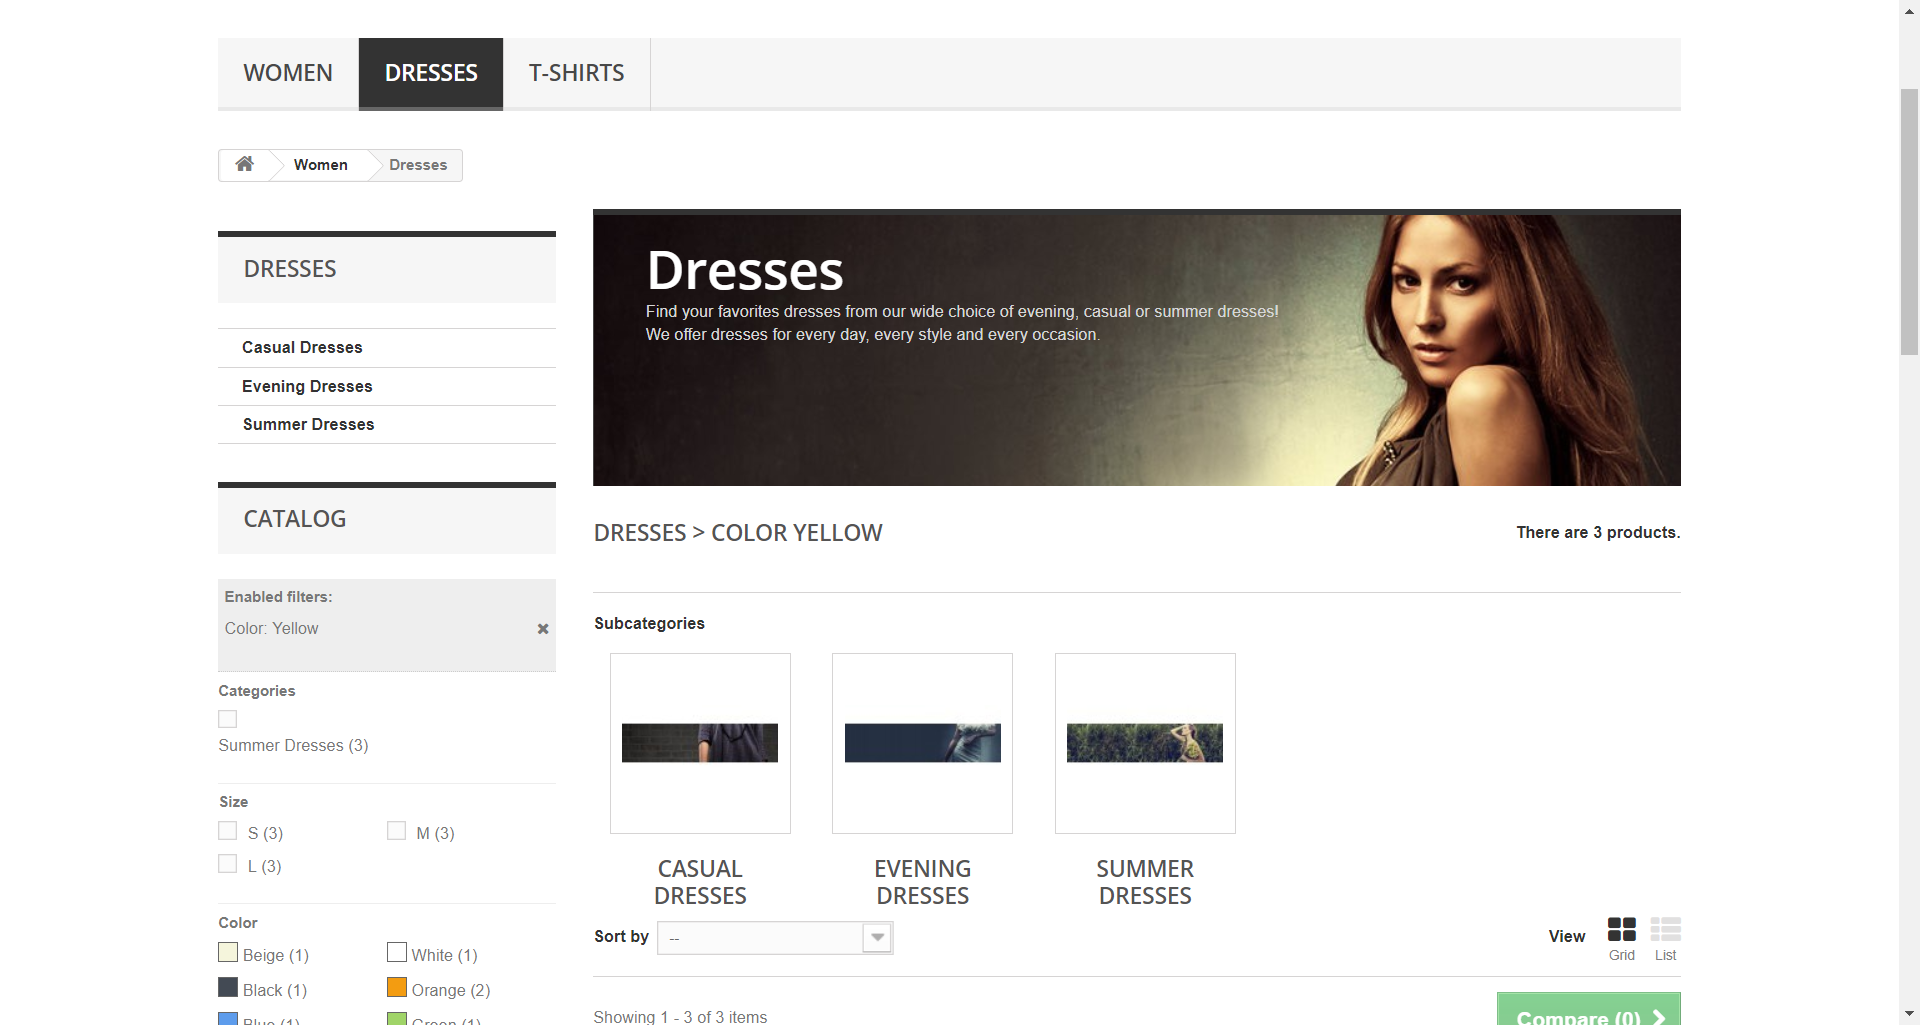 WOMEN DRESSES T-SHIRTS
Women Dresses
DRESSES
Casual Dresses
Evening Dresses
Summer Dresses
CATALOG
Enabled filters:
Color: Yellow
Categories
Summer Dresses (3)
Size
S (3) M (3)
L (3)
Color
Beige (1) White (1)
Black (1) Orange (2)
Blue (1) Green (1)
Dresses
Find your favorites dresses from our wide choice of evening, casual or summer dresses!
We offer dresses for every day, every style and every occasion.
DRESSES > COLOR YELLOW There are 3 products.
Subcategories
CASUAL
DRESSES
EVENING
DRESSES
SUMMER
DRESSES
Sort by -- View
Grid List
Showing 1 - 3 of 3 items
Compare (0)